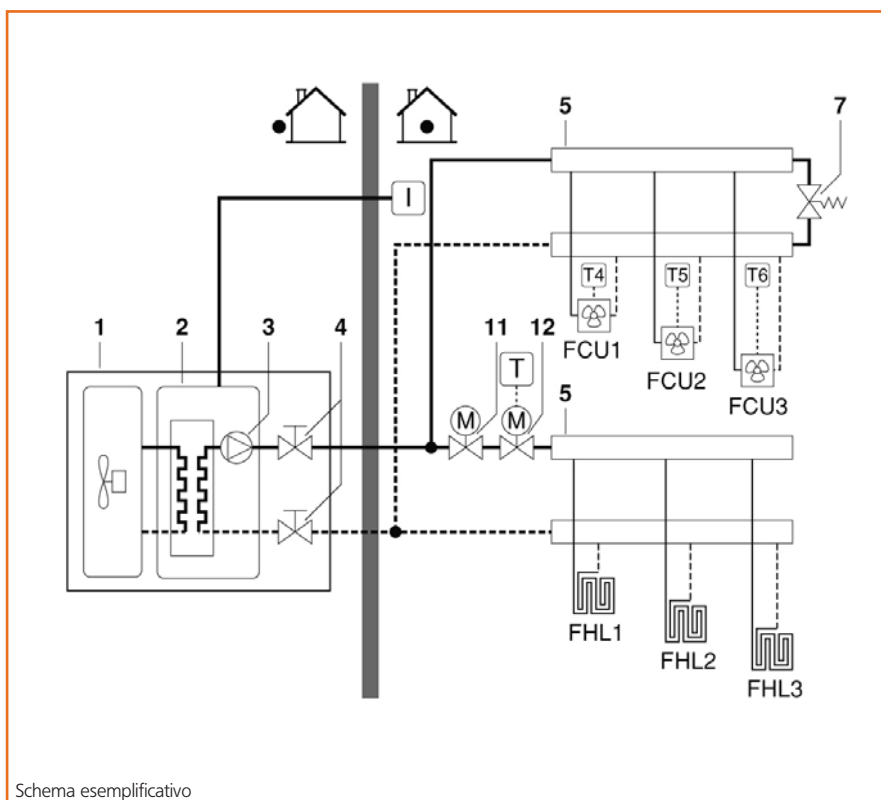 5 7
I
1 2 3 4 11 12
T4 T5 T6
FCU1
FCU2
FCU3
T
5
M M
FHL1
FHL2
FHL3
Schema esemplificativo